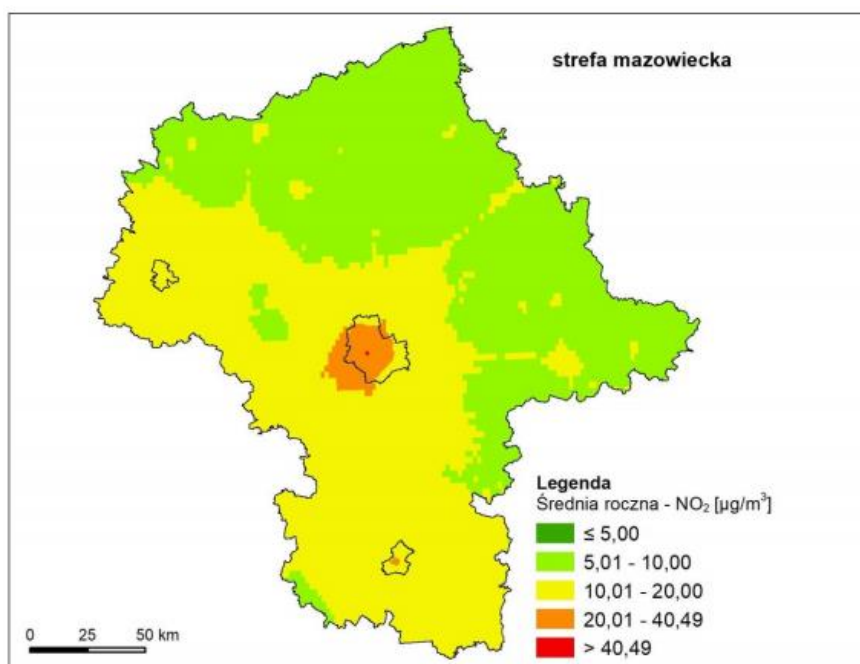 strefa mazowiecka
Legenda
Średnia roczna - NO₂ [µg/m³]
≤ 5,00
5,01 - 10,00
10,01 - 20,00
20,01 - 40,49
> 40,49
0 25 50 km